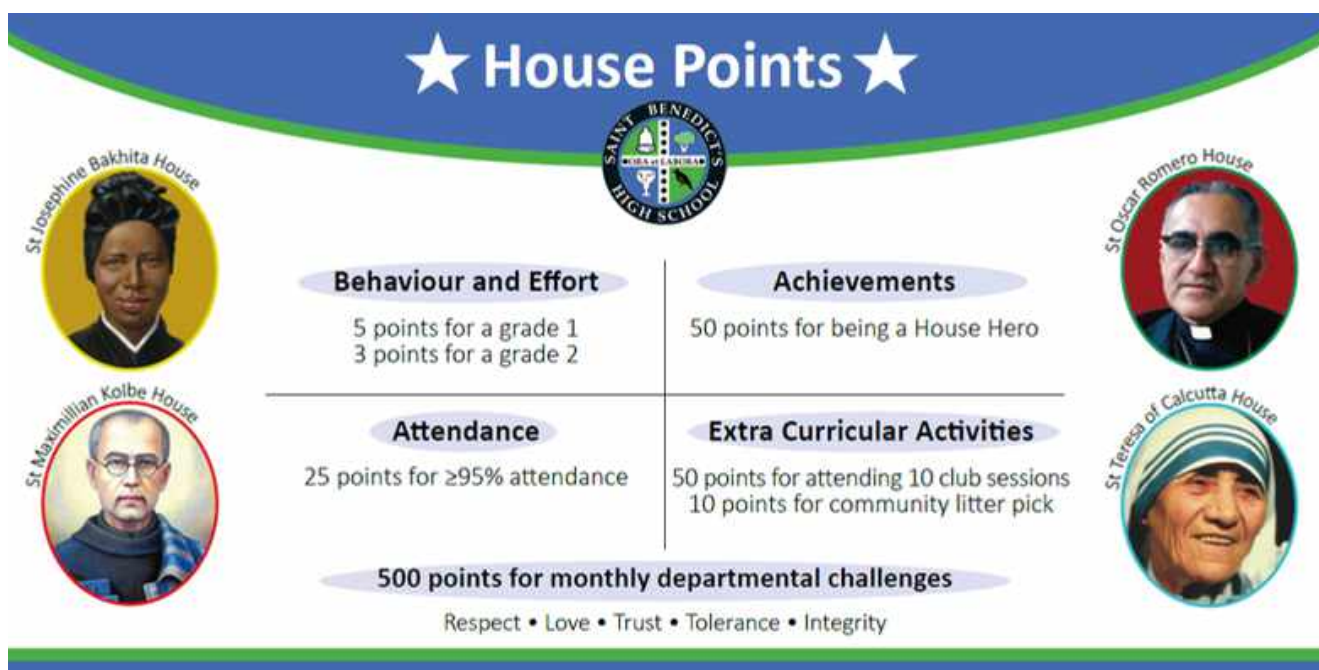 ★ House Points ★
SAINT BENEDICT'S
ORA et LABORA
HIGH SCHOOL
St Josephine Bakhita House
St Oscar Romero House
Behaviour and Effort
5 points for a grade 1
3 points for a grade 2
Achievements
50 points for being a House Hero
St Maximillian Kolbe House
St Teresa of Calcutta House
Attendance
25 points for ≥95% attendance
Extra Curricular Activities
50 points for attending 10 club sessions
10 points for community litter pick
500 points for monthly departmental challenges
Respect • Love • Trust • Tolerance • Integrity